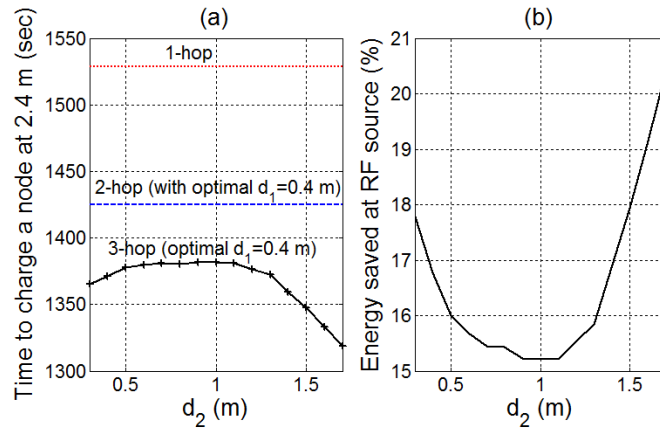 (a)
Time to charge a node at 2.4 m (sec)
1550
1500
1450
1400
1350
1300
1-hop
2-hop (with optimal d₁=0.4 m)
3-hop (optimal d₁=0.4 m)
0.5
1
1.5
d₂ (m)
(b)
Energy saved at RF source (%)
21
20
19
18
17
16
15
0.5
1
1.5
d₂ (m)